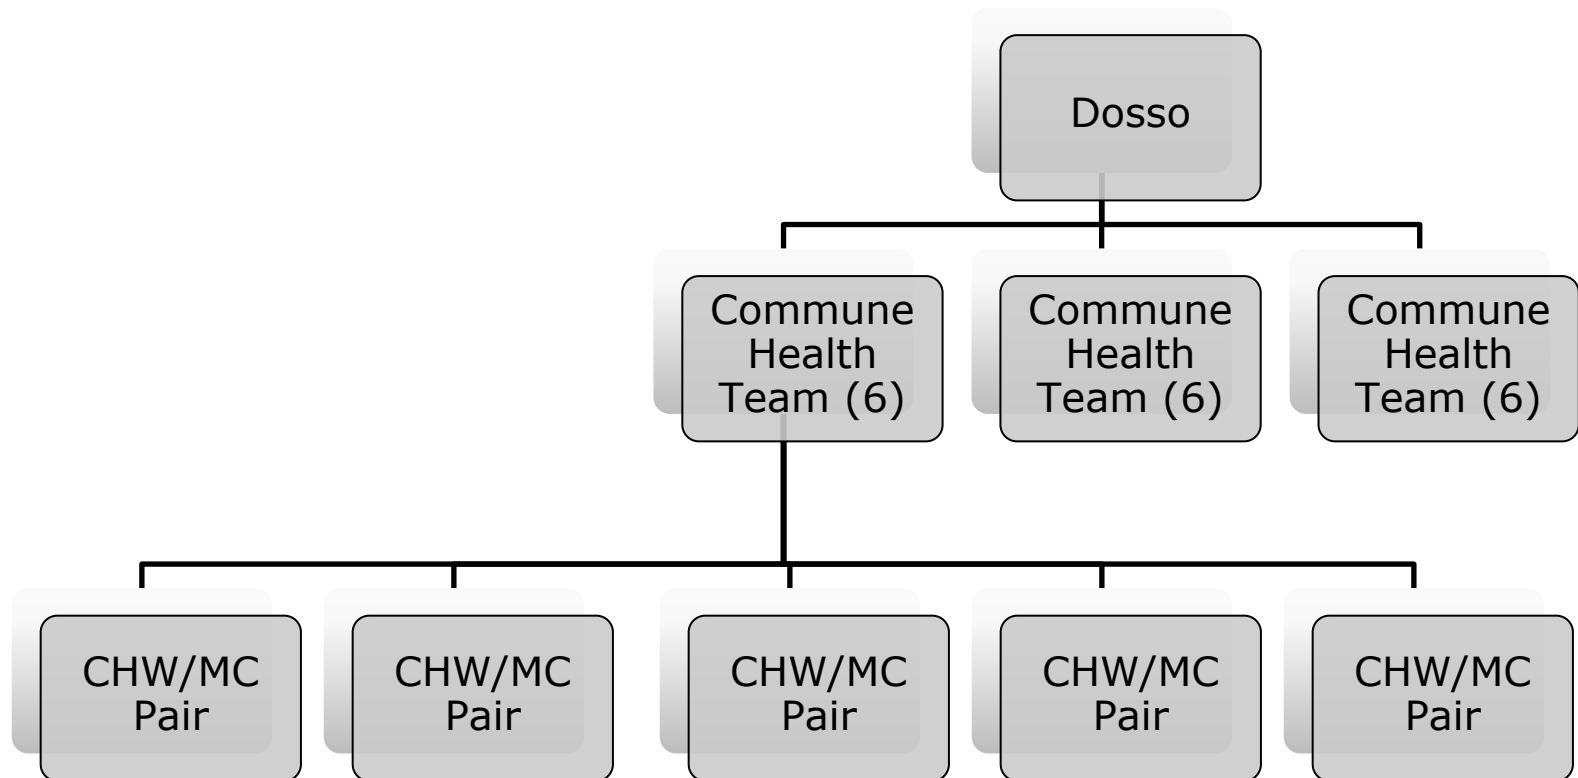 Dosso
Commune
Health
Team (6)
Commune
Health
Team (6)
Commune
Health
Team (6)
CHW/MC
Pair
CHW/MC
Pair
CHW/MC
Pair
CHW/MC
Pair
CHW/MC
Pair